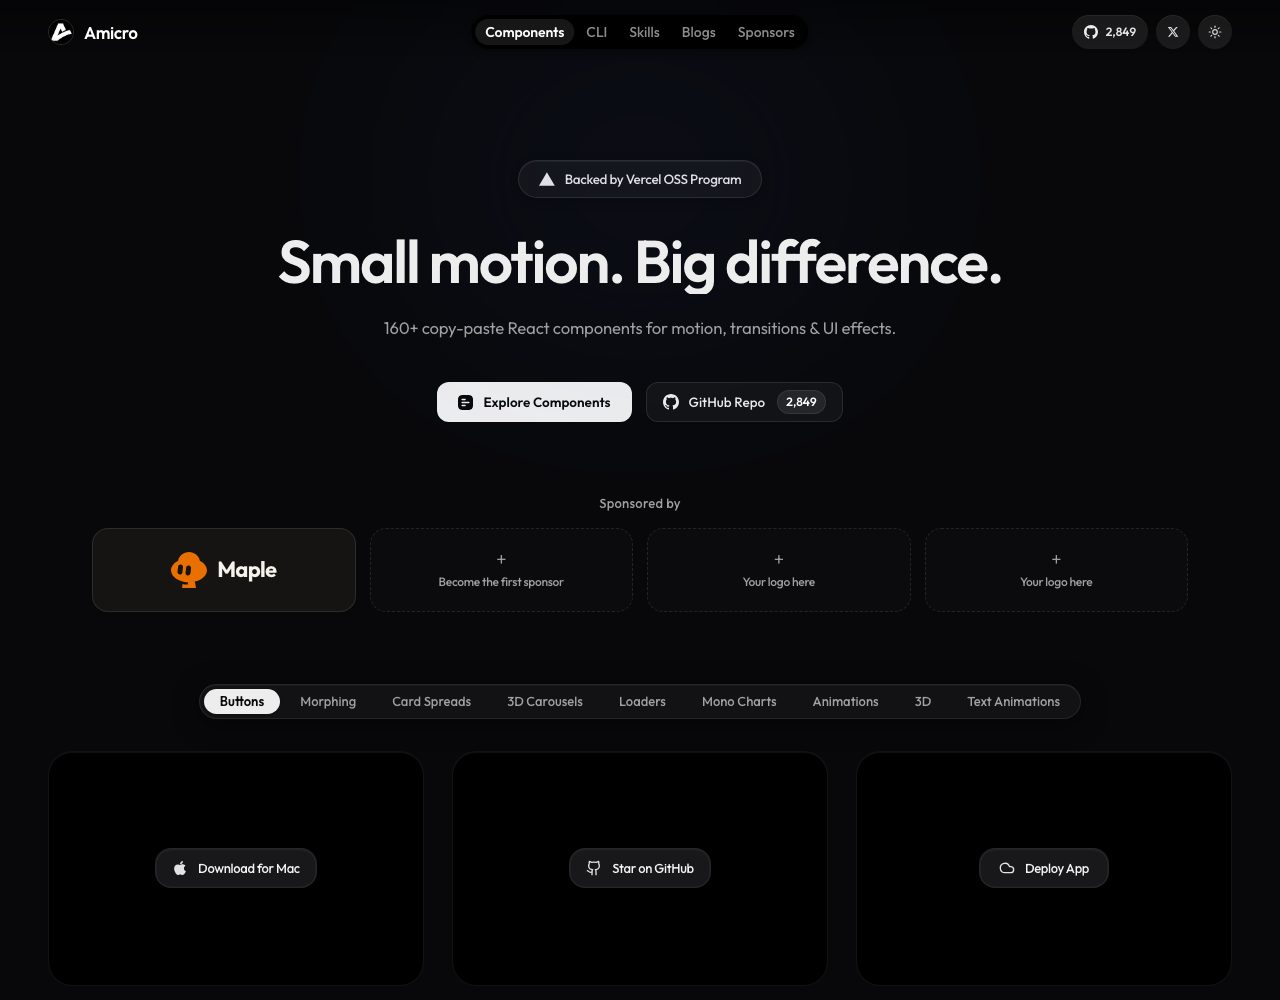 Amicro
Components CLI Skills Blogs Sponsors
2,849
Backed by Vercel OSS Program
Small motion. Big difference.
160+ copy-paste React components for motion, transitions & UI effects.
Explore Components
GitHub Repo 2,849
Sponsored by
Maple
+
Become the first sponsor
+
Your logo here
+
Your logo here
Buttons Morphing Card Spreads 3D Carousels Loaders Mono Charts Animations 3D Text Animations
Download for Mac
Star on GitHub
Deploy App